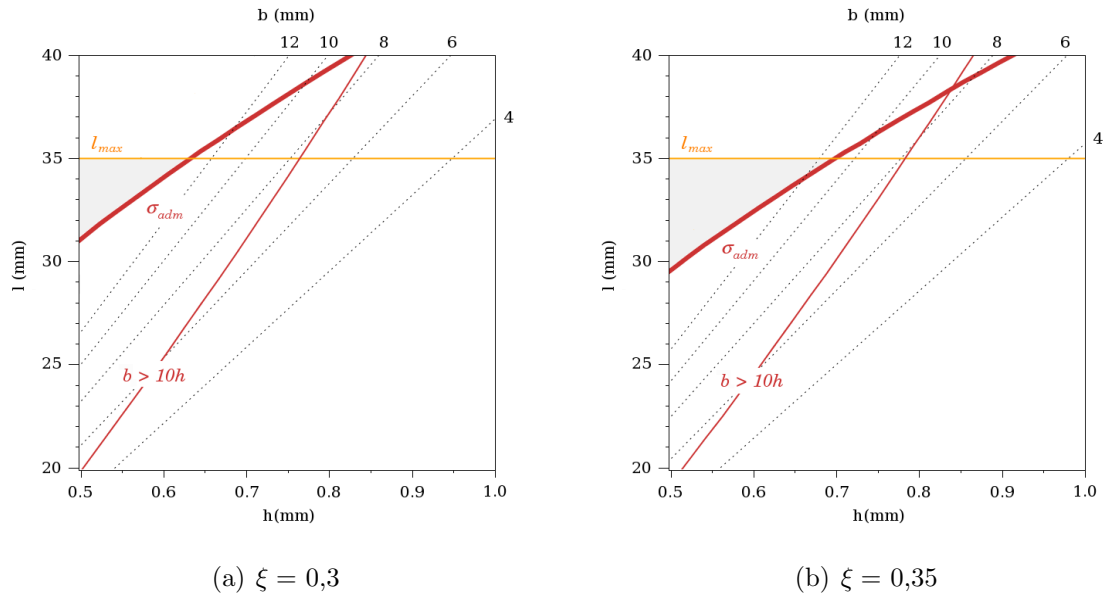 b (mm)
12 10 8 6
40
l_max
35
4
σ_adm
l (mm)
30
25
b > 10h
20
0.5 0.6 0.7 0.8 0.9 1.0
h(mm)
(a) ξ = 0,3
b (mm)
12 10 8 6
40
4
l_max
35
σ_adm
l (mm)
30
25
b > 10h
20
0.5 0.6 0.7 0.8 0.9 1.0
h(mm)
(b) ξ = 0,35